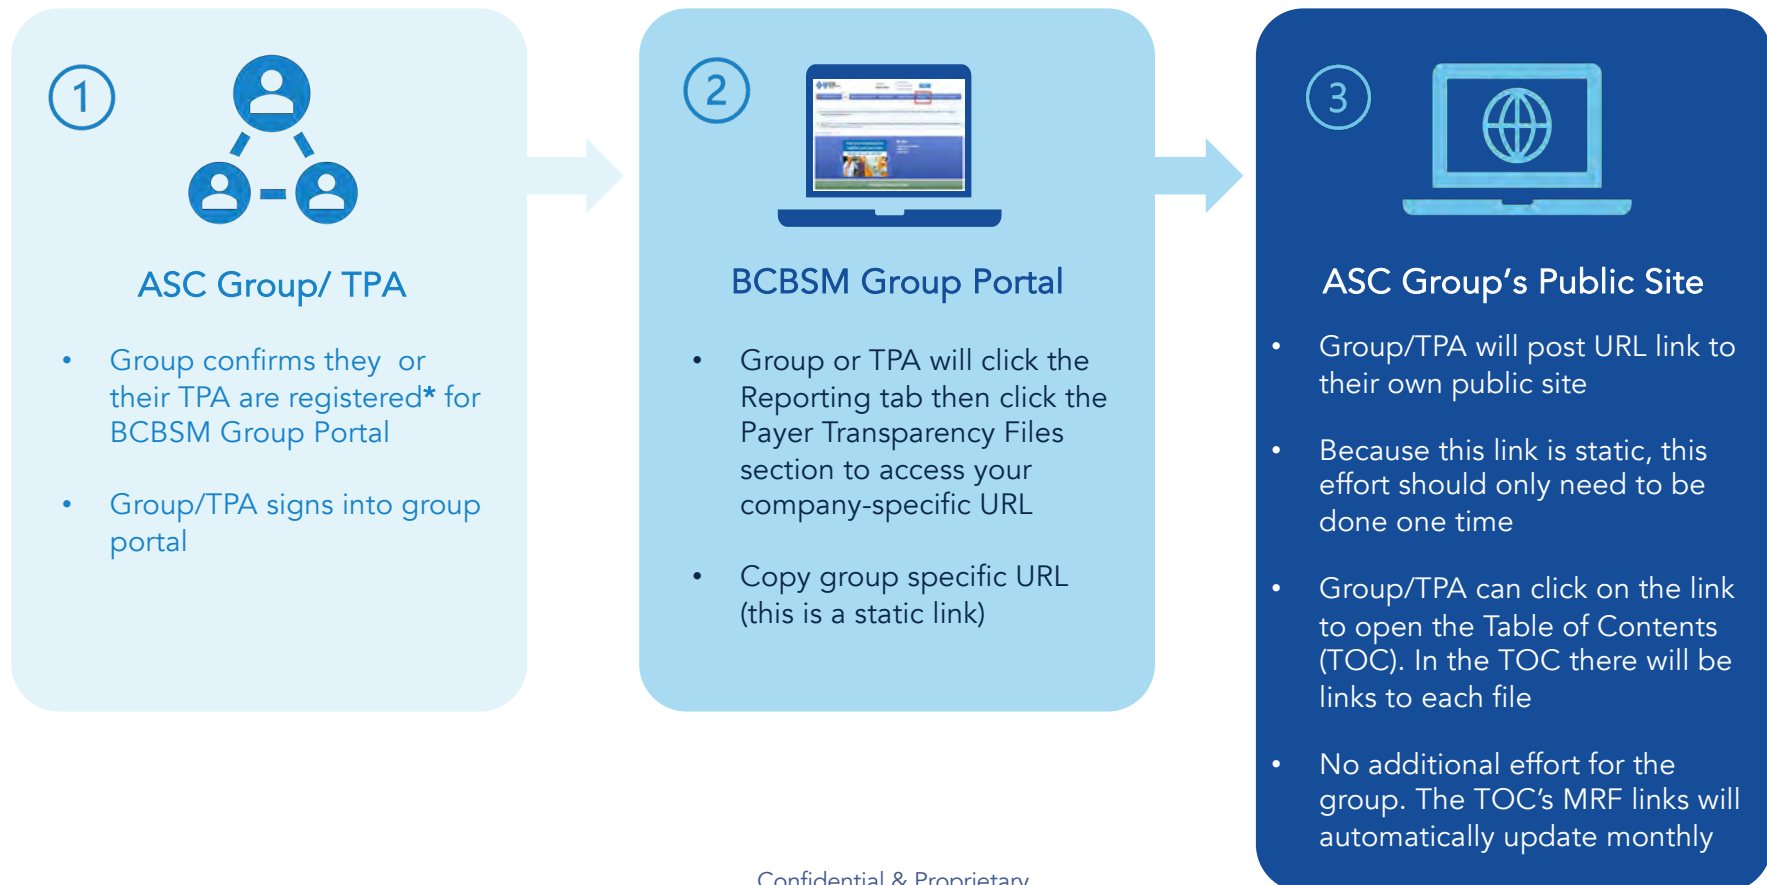 1
ASC Group/ TPA
• Group confirms they or
their TPA are registered* for
BCBSM Group Portal
• Group/TPA signs into group
portal
2
BCBSM Group Portal
• Group or TPA will click the
Reporting tab then click the
Payer Transparency Files
section to access your
company-specific URL
• Copy group specific URL
(this is a static link)
3
ASC Group’s Public Site
• Group/TPA will post URL link to
their own public site
• Because this link is static, this
effort should only need to be
done one time
• Group/TPA can click on the link
to open the Table of Contents
(TOC). In the TOC there will be
links to each file
• No additional effort for the
group. The TOC’s MRF links will
automatically update monthly
Confidential & Proprietary